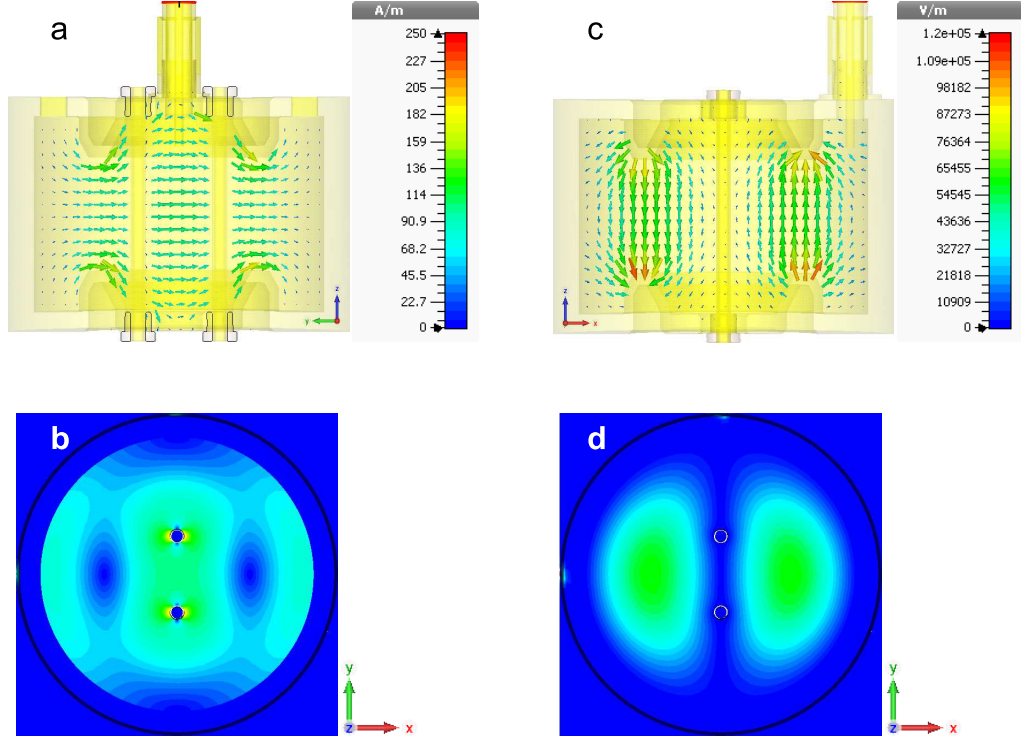 a
A/m
250
227
205
182
159
136
114
90.9
68.2
45.5
22.7
0
z
y
c
V/m
1.2e+05
1.09e+05
98182
87273
76364
65455
54545
43636
32727
21818
10909
0
z
x
b
y
z
x
d
y
z
x